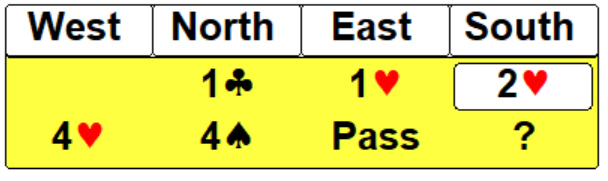 West North East South
1♣ 1♥ 2♥
4♥ 4♠ Pass ?